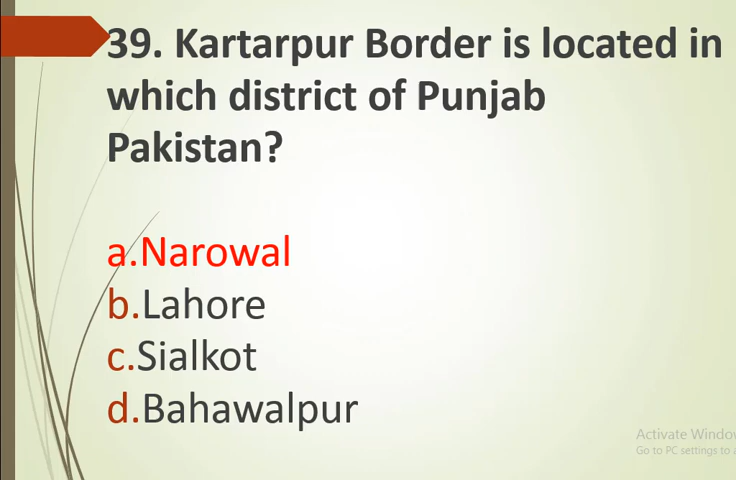 39. Kartarpur Border is located in
which district of Punjab
Pakistan?
a.Narowal
b.Lahore
c.Sialkot
d.Bahawalpur
Activate Window
Go to PC settings to a